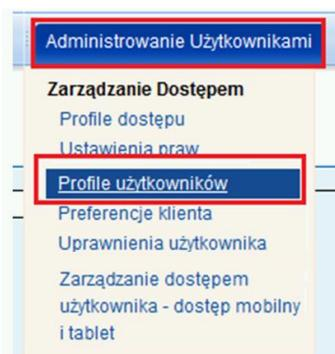 Administrowanie Użytkownikami
Zarządzanie Dostępem
Profile dostępu
Ustawienia praw
Profile użytkowników
Preferencje klienta
Uprawnienia użytkownika
Zarządzanie dostępem
użytkownika - dostęp mobilny
i tablet